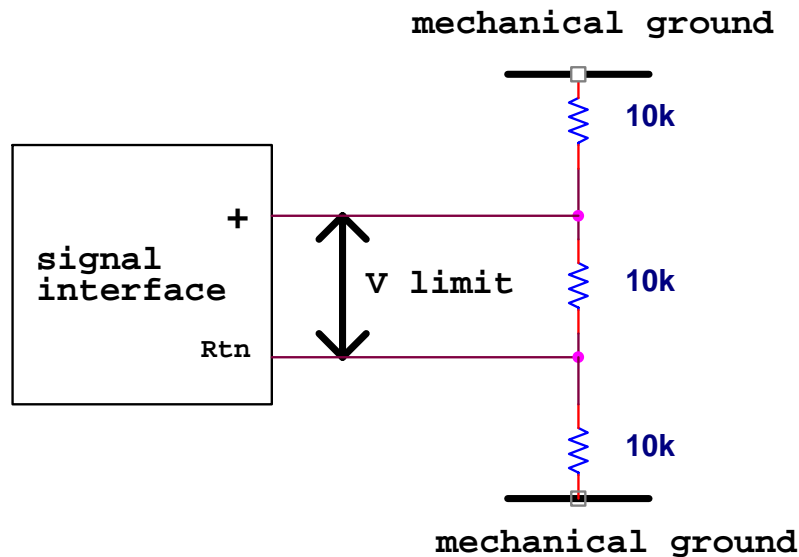 mechanical ground
10k
+
signal
interface
V limit
10k
Rtn
10k
mechanical ground